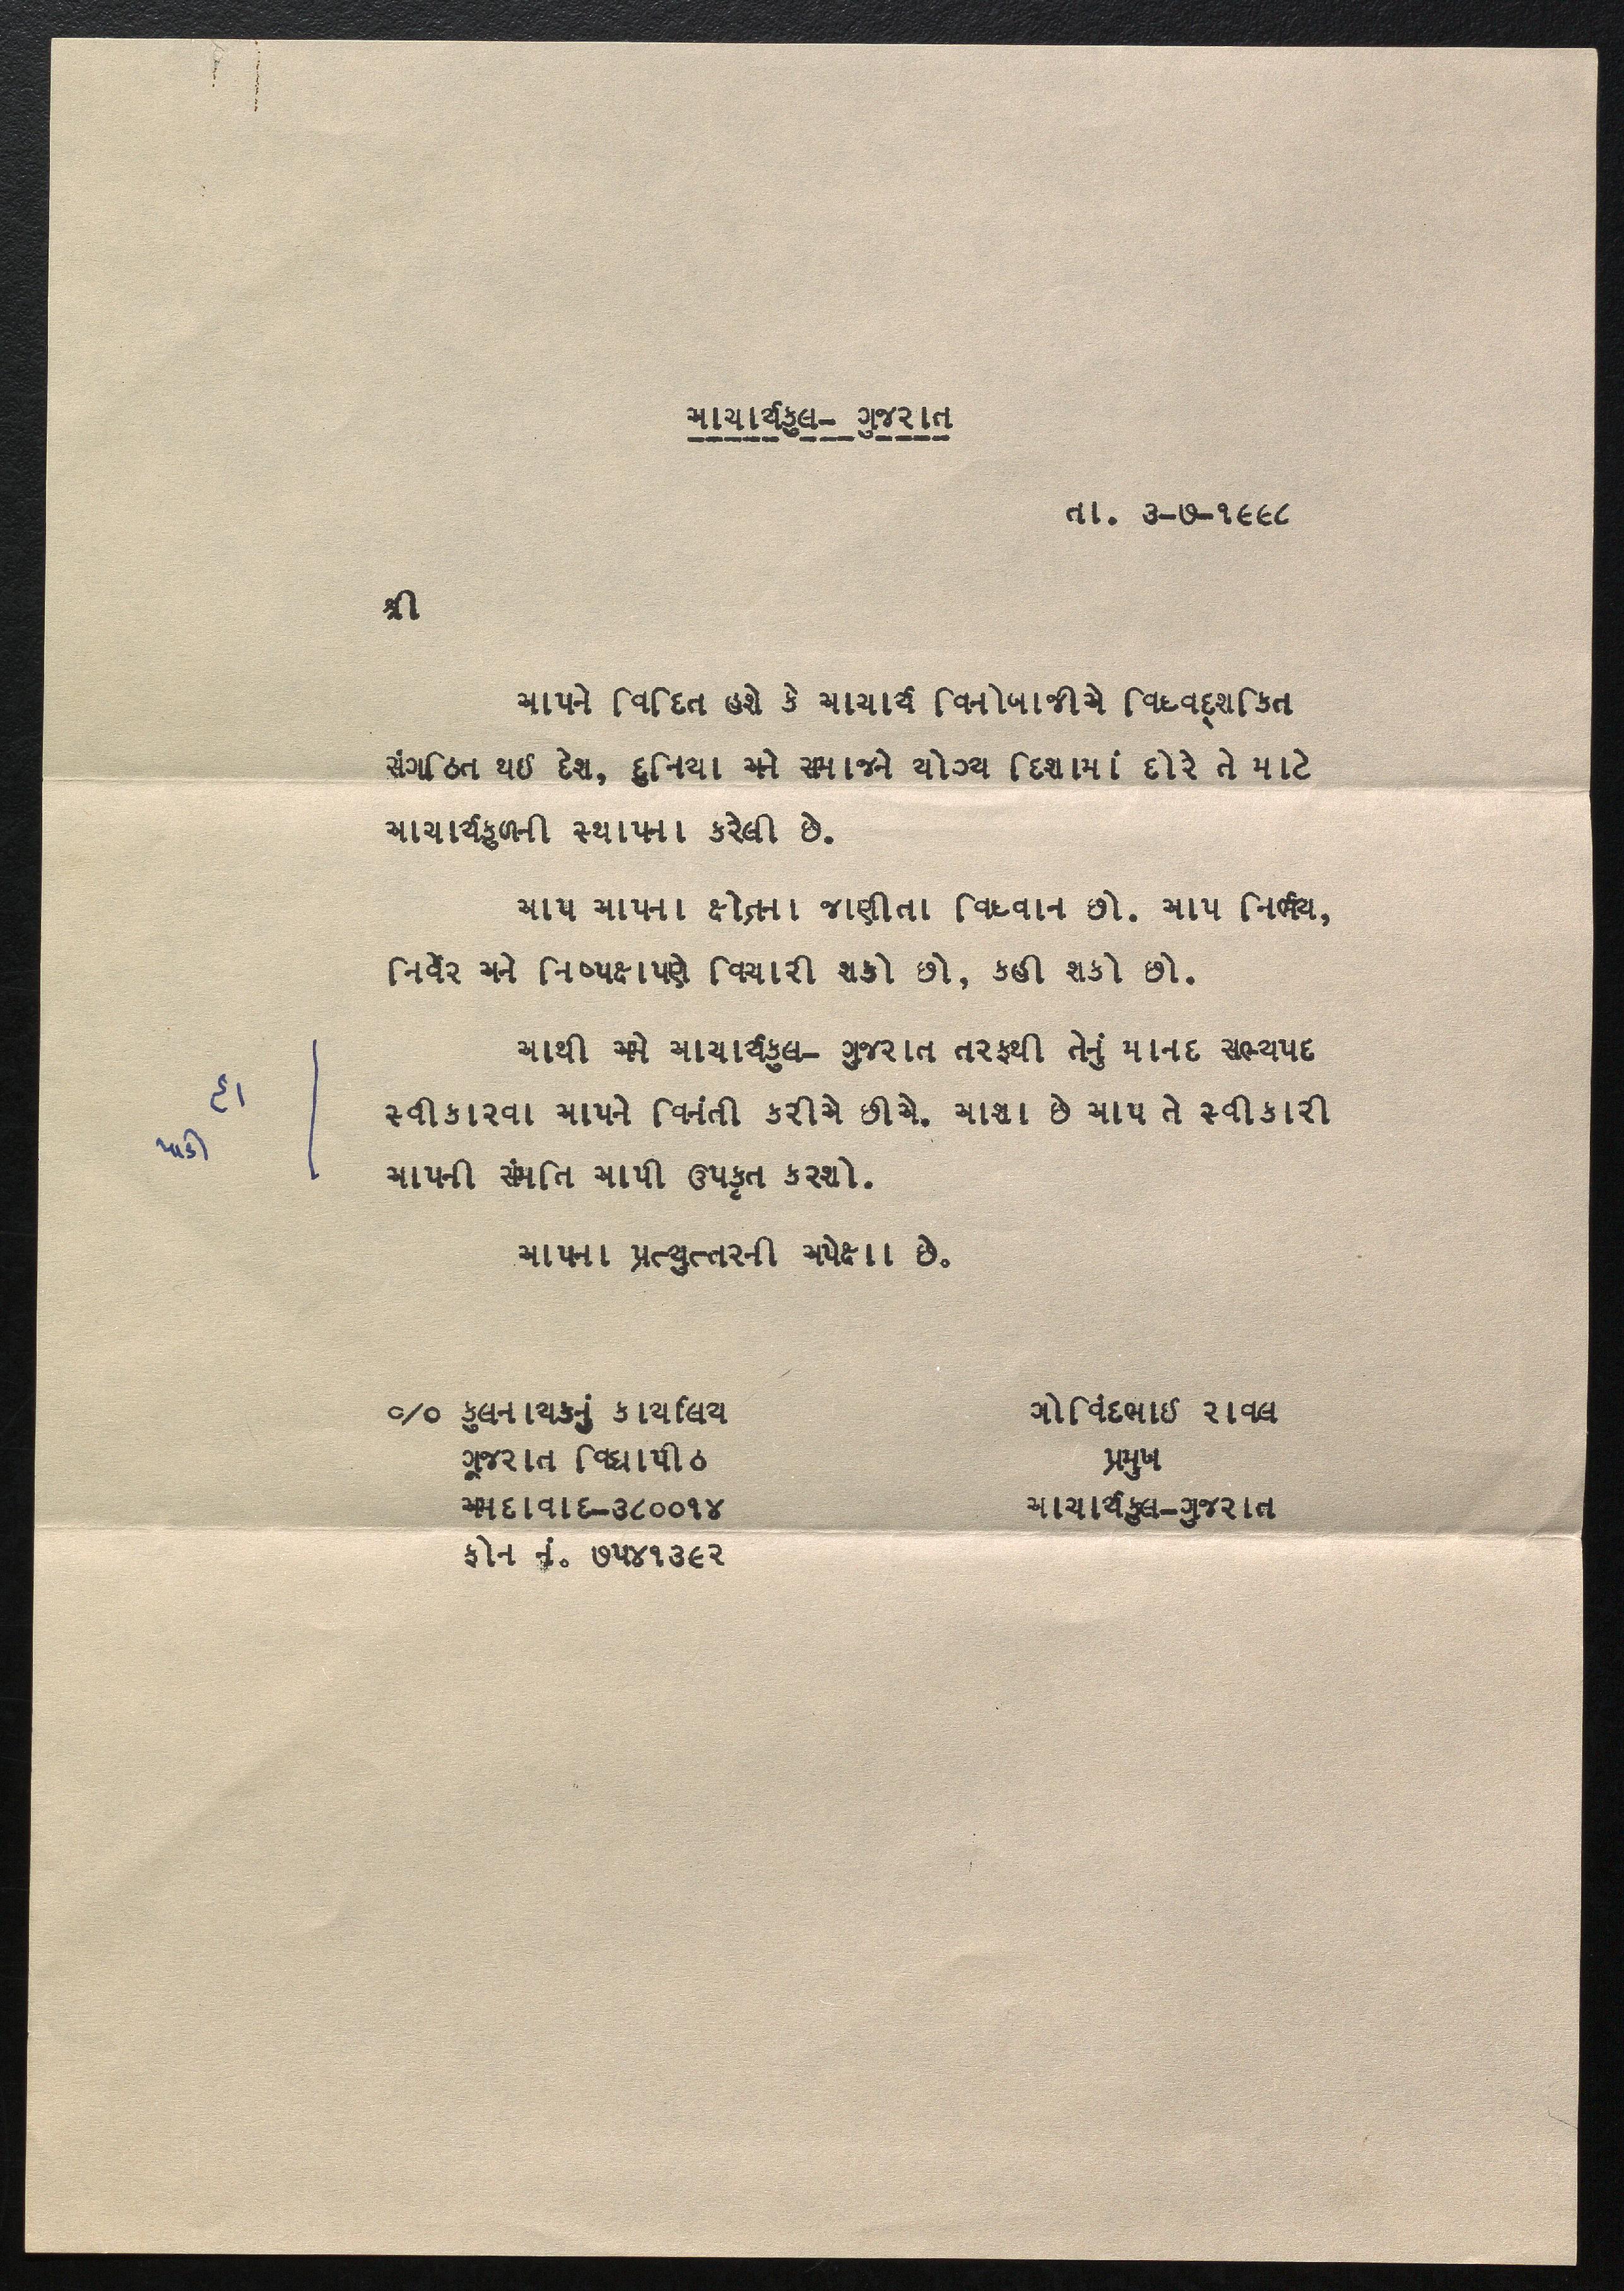 આચાર્યકુલ- ગુજરાત
તા. ૩-૭-૧૯૯૮
શ્રી
આપને વિદિત હશે કે આચાર્ય વિનોબાજીએ વિદ્વદ્શકિત
સંગઠિત થઈ દેશ, દુનિયા અને સમાજને યોગ્ય દિશામાં દોરે તે માટે
આચાર્યકુળની સ્થાપના કરેલી છે.
આપ આપના ક્ષેત્રના જાણીતા વિદ્વાન છો. આપ નિર્ભય,
નિર્વેર અને નિષ્પક્ષપણે વિચારી શકો છો, કહી શકો છો.
આથી અમે આચાર્યકુલ- ગુજરાત તરફથી તેનું માનદ સભ્યપદ
સ્વીકારવા આપને વિનંતી કરીએ છીએ. આશા છે આપ તે સ્વીકારી
આપની સંમતિ આપી ઉપકૃત કરશો.
હા
આપના પ્રત્યુત્તરની અપેક્ષા છે.
c/o કુલનાયકનું કાર્યાલય
ગૂજરાત વિદ્યાપીઠ
અમદાવાદ-૩૮૦૦૧૪
ફોન નં. ૭૫૪૧૩૯૨
ગોવિંદભાઈ રાવલ
પ્રમુખ
આચાર્યકુલ-ગુજરાત